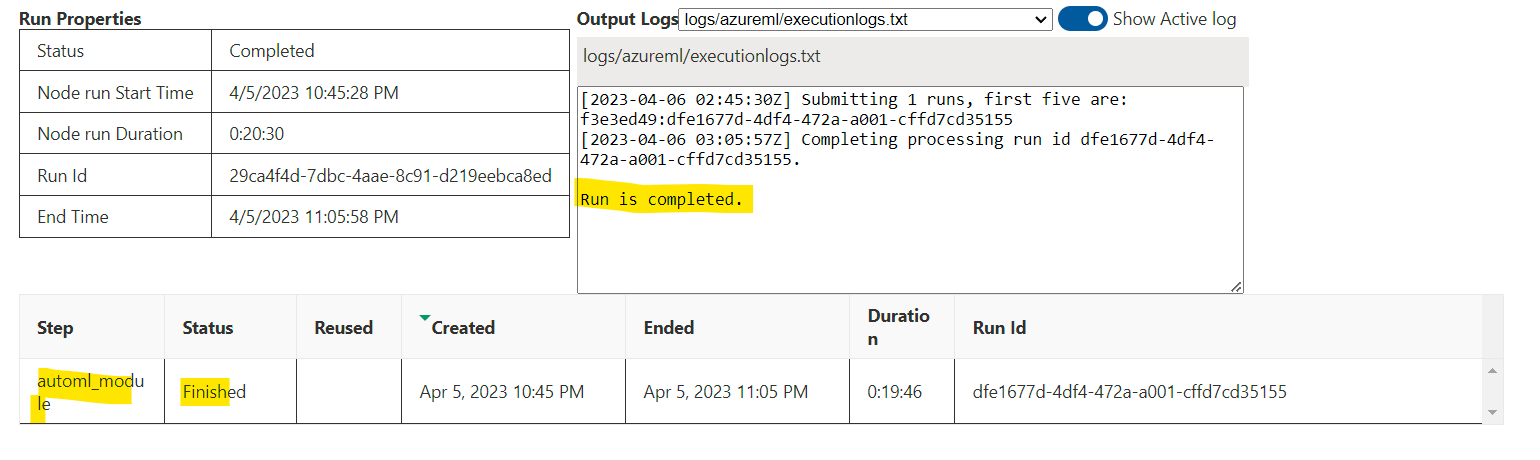 Run Properties
Status Completed
Node run Start Time 4/5/2023 10:45:28 PM
Node run Duration 0:20:30
Run Id 29ca4f4d-7dbc-4aae-8c91-d219eebca8ed
End Time 4/5/2023 11:05:58 PM
Output Logs logs/azureml/executionlogs.txt Show Active log
logs/azureml/executionlogs.txt
[2023-04-06 02:45:30Z] Submitting 1 runs, first five are:
f3e3ed49:dfe1677d-4df4-472a-a001-cffd7cd35155
[2023-04-06 03:05:57Z] Completing processing run id dfe1677d-4df4-
472a-a001-cffd7cd35155.
Run is completed.
Step Status Reused Created Ended Duratio
n Run Id
automl_modu
le Finished Apr 5, 2023 10:45 PM Apr 5, 2023 11:05 PM 0:19:46 dfe1677d-4df4-472a-a001-cffd7cd35155